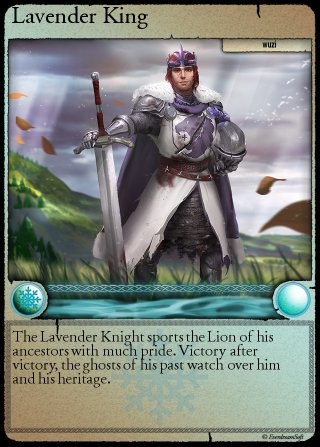 Lavender King
wuzi
The Lavender Knight sports the Lion of his
ancestors with much pride. Victory after
victory, the ghosts of his past watch over him
and his heritage.
© EverdreamSoft